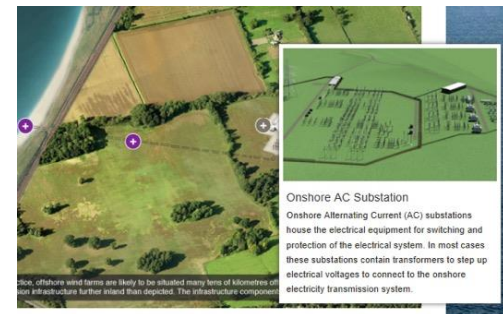 ctice, offshore wind farms are likely to be situated many tens of kilometres off
sion infrastructure further inland than depicted. The infrastructure component
Onshore AC Substation
Onshore Alternating Current (AC) substations
house the electrical equipment for switching and
protection of the electrical system. In most cases
these substations contain transformers to step up
electrical voltages to connect to the onshore
electricity transmission system.